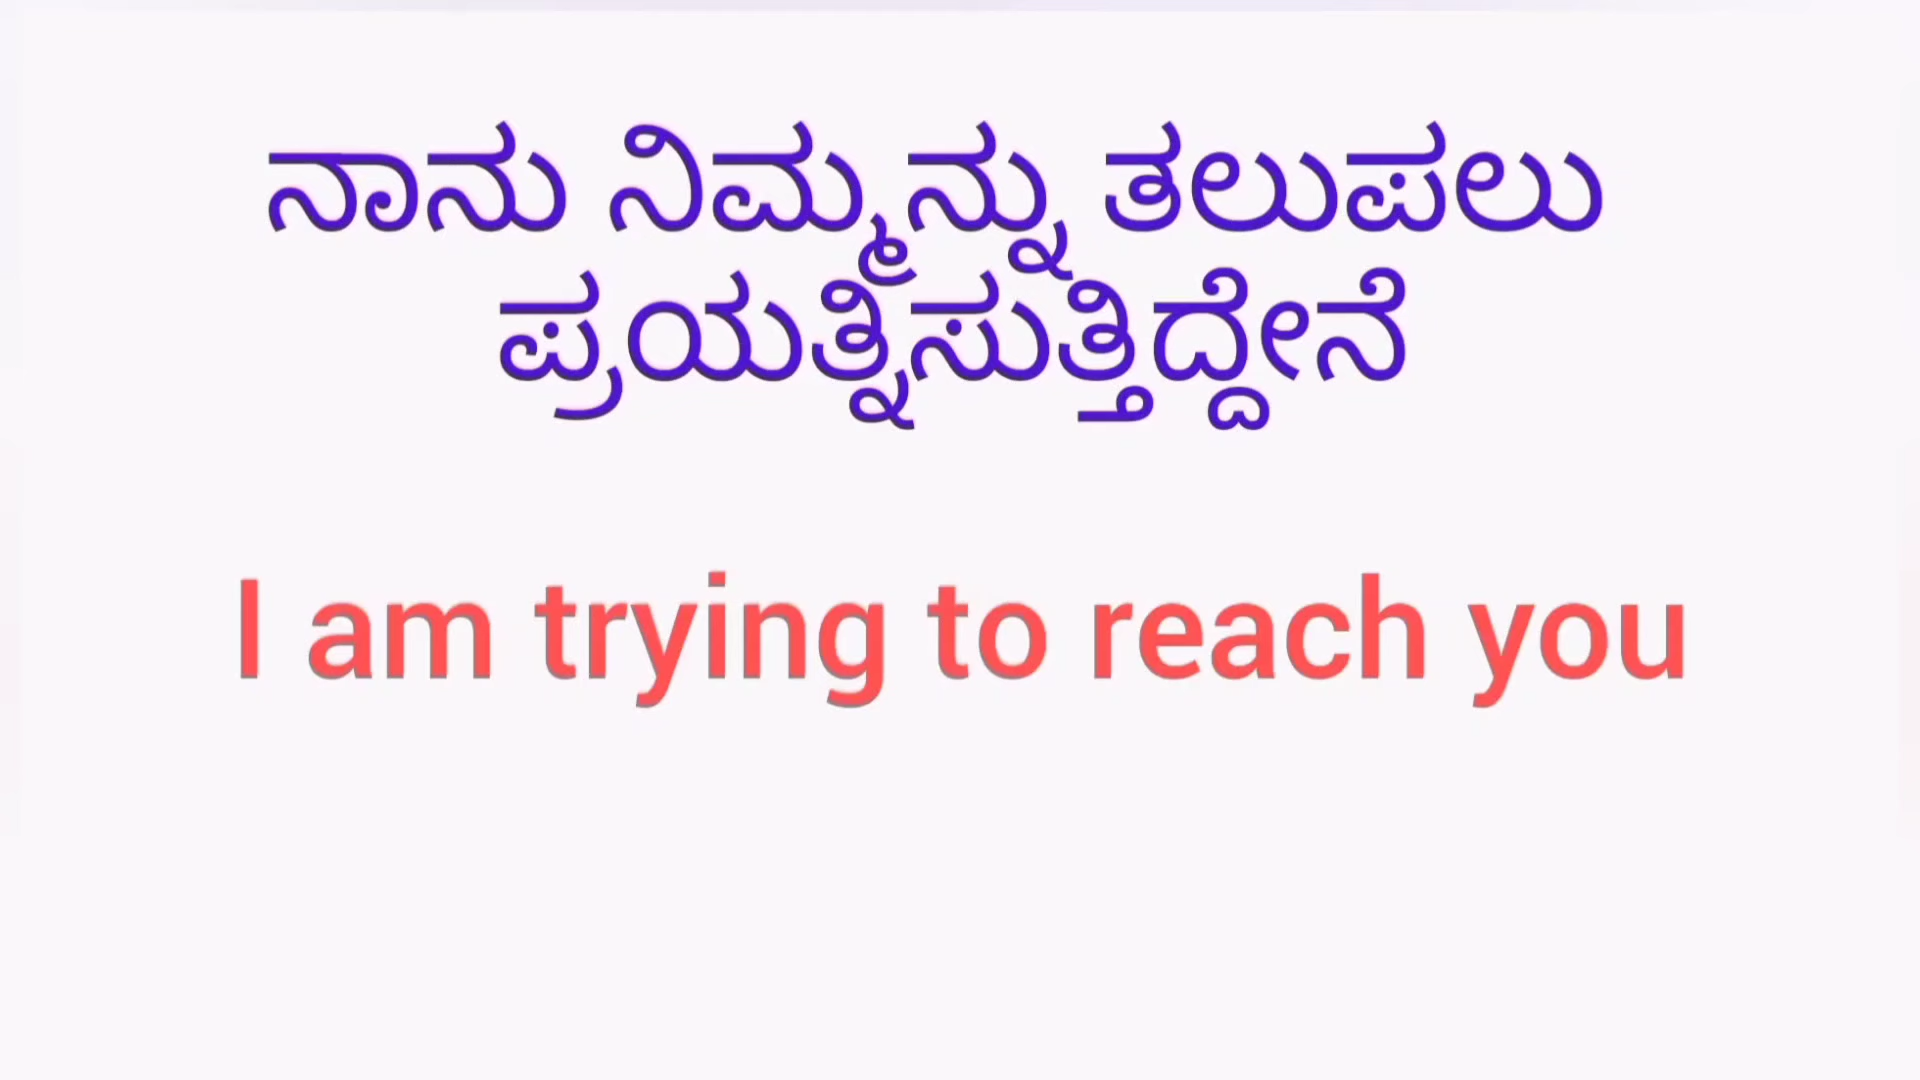 ನಾನು ನಿಮ್ಮನ್ನು ತಲುಪಲು
ಪ್ರಯತ್ನಿಸುತ್ತಿದ್ದೇನೆ
I am trying to reach you